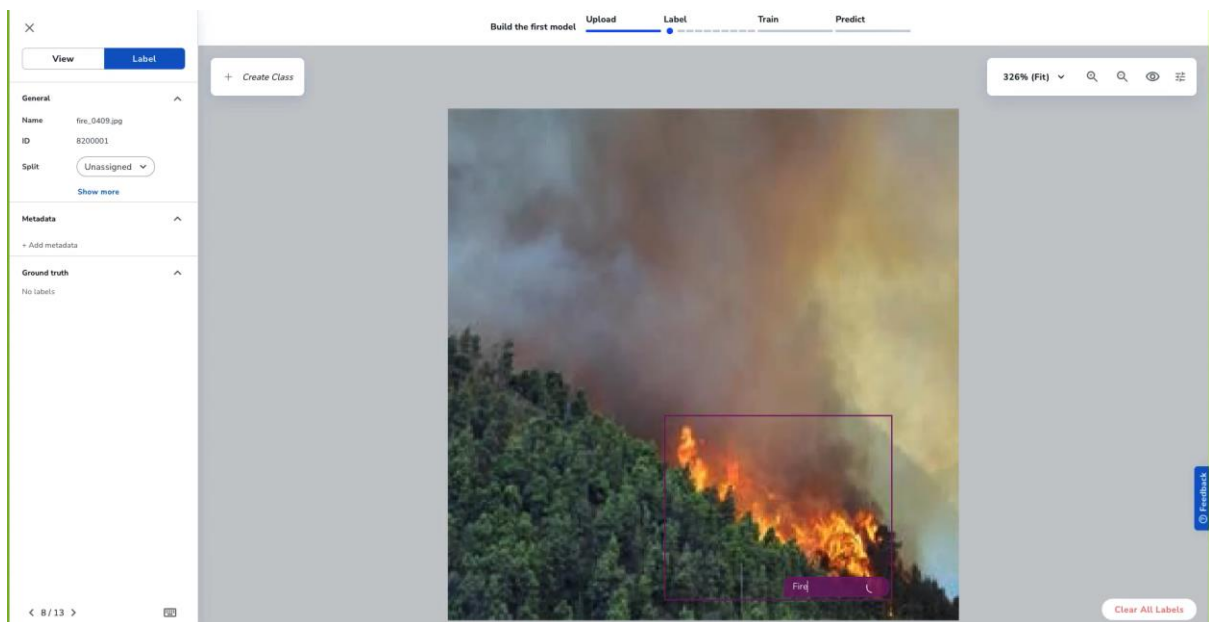 Build the first model
Upload Label Train Predict
View Label
+ Create Class
326% (Fit)
General
Name fire_0409.jpg
ID 8200001
Split Unassigned
Show more
Metadata
+ Add metadata
Ground truth
No labels
Fire
Feedback
8 / 13
Clear All Labels